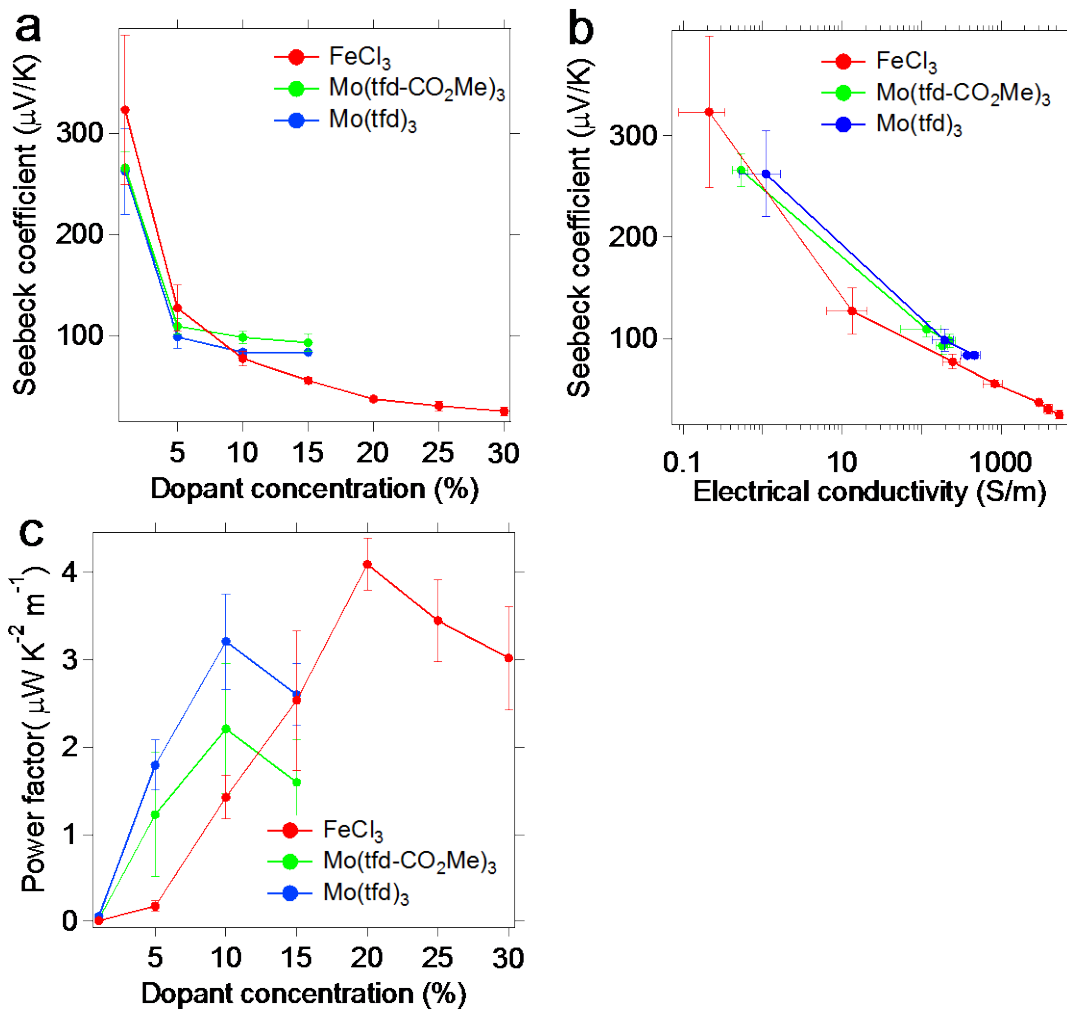 a
Seebeck coefficient (μV/K)
300
200
100
FeCl₃
Mo(tfd-CO₂Me)₃
Mo(tfd)₃
5 10 15 20 25 30
Dopant concentration (%)
b
Seebeck coefficient (μV/K)
300
200
100
FeCl₃
Mo(tfd-CO₂Me)₃
Mo(tfd)₃
0.1 10 1000
Electrical conductivity (S/m)
c
Power factor( μW K⁻² m⁻¹)
4
3
2
1
0
FeCl₃
Mo(tfd-CO₂Me)₃
Mo(tfd)₃
5 10 15 20 25 30
Dopant concentration (%)